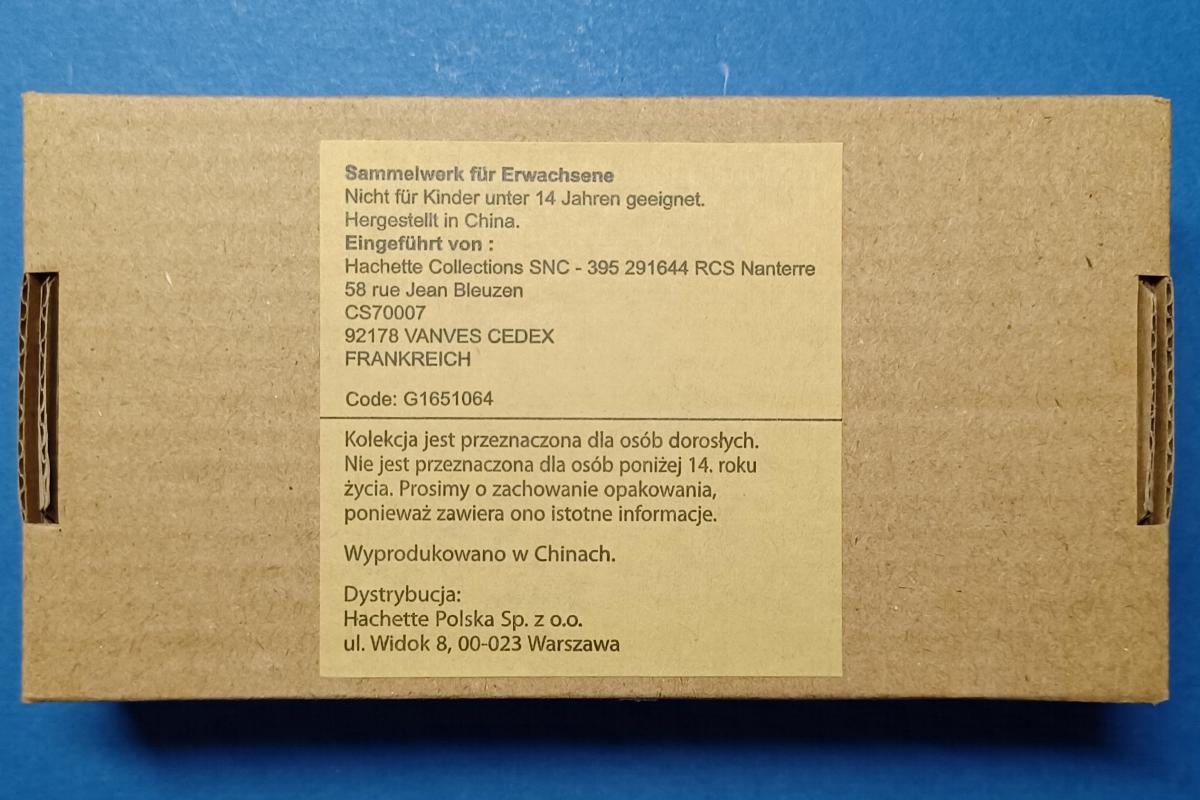 Sammelwerk für Erwachsene
Nicht für Kinder unter 14 Jahren geeignet.
Hergestellt in China.
Eingeführt von :
Hachette Collections SNC - 395 291644 RCS Nanterre
58 rue Jean Bleuzen
CS70007
92178 VANVES CEDEX
FRANKREICH
Code: G1651064
Kolekcja jest przeznaczona dla osób dorosłych.
Nie jest przeznaczona dla osób poniżej 14. roku
życia. Prosimy o zachowanie opakowania,
ponieważ zawiera ono istotne informacje.
Wyprodukowano w Chinach.
Dystrybucja:
Hachette Polska Sp. z o.o.
ul. Widok 8, 00-023 Warszawa